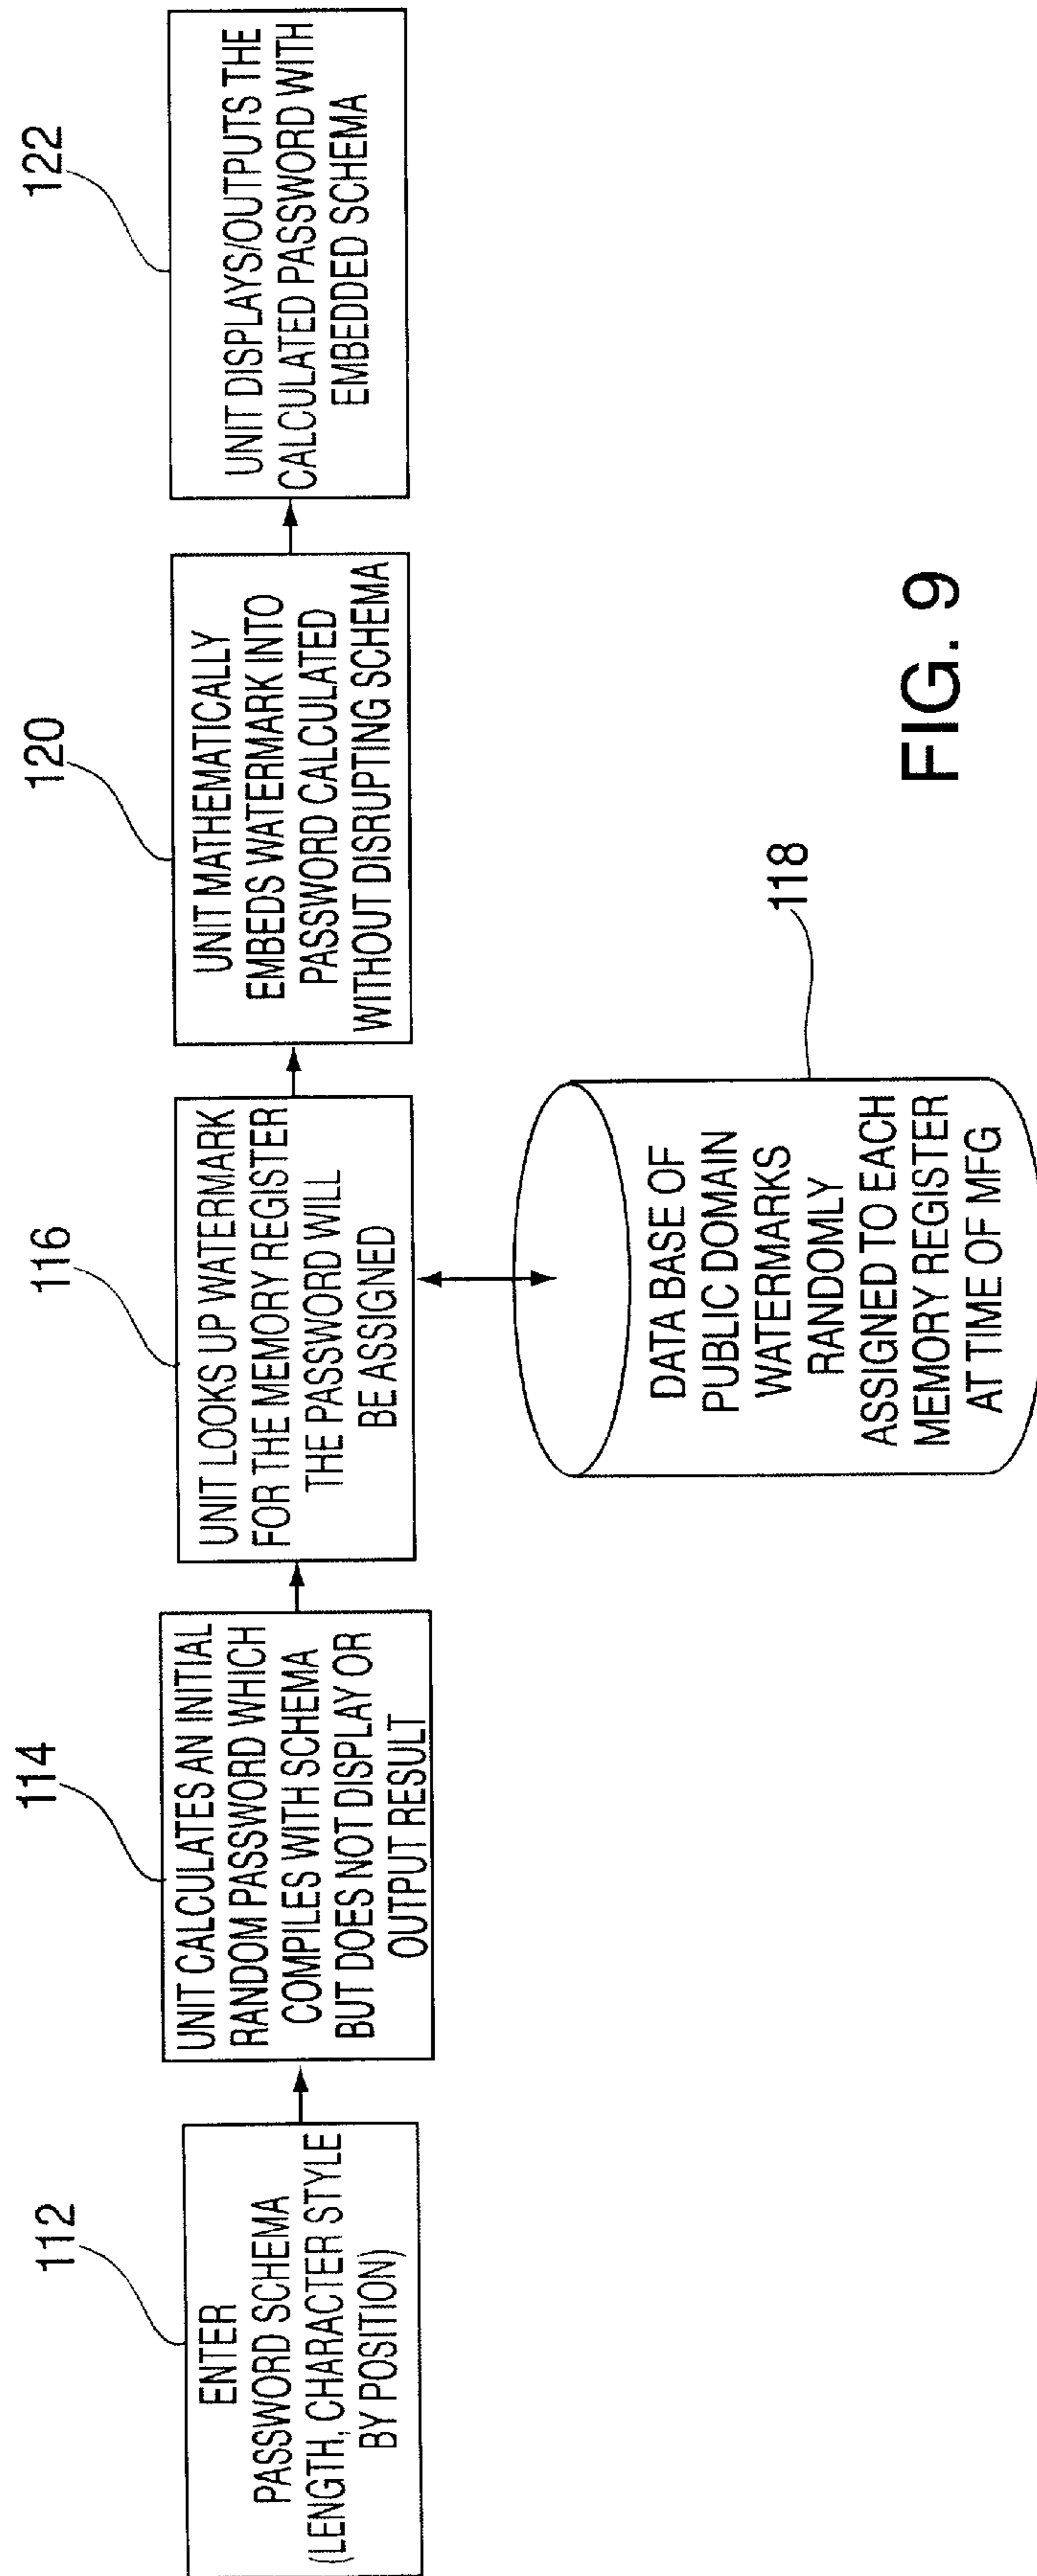 112
ENTER
PASSWORD SCHEMA
(LENGTH, CHARACTER STYLE
BY POSITION)
114
UNIT CALCULATES AN INITIAL
RANDOM PASSWORD WHICH
COMPILES WITH SCHEMA
BUT DOES NOT DISPLAY OR
OUTPUT RESULT
116
UNIT LOOKS UP WATERMARK
FOR THE MEMORY REGISTER
THE PASSWORD WILL
BE ASSIGNED
118
DATA BASE OF
PUBLIC DOMAIN
WATERMARKS
RANDOMLY
ASSIGNED TO EACH
MEMORY REGISTER
AT TIME OF MFG
120
UNIT MATHEMATICALLY
EMBEDS WATERMARK INTO
PASSWORD CALCULATED
WITHOUT DISRUPTING SCHEMA
122
UNIT DISPLAYS/OUTPUTS THE
CALCULATED PASSWORD WITH
EMBEDDED SCHEMA
FIG. 9